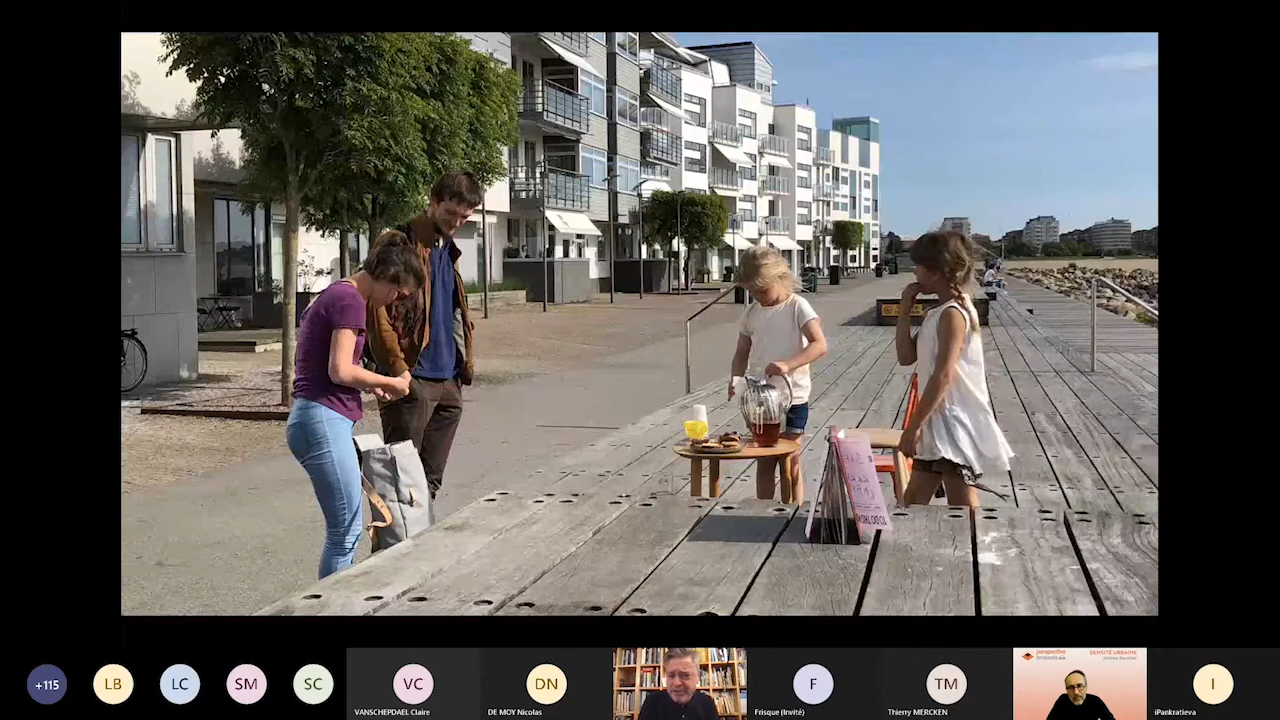 +115
LB
LC
SM
SC
VC
VANSCHEPDAEL Claire
DN
DE MOY Nicolas
F
Frisque (Invité)
TM
Thierry MERCKEN
perspective
DENSITÉ URBAINE
I
iPankratieva